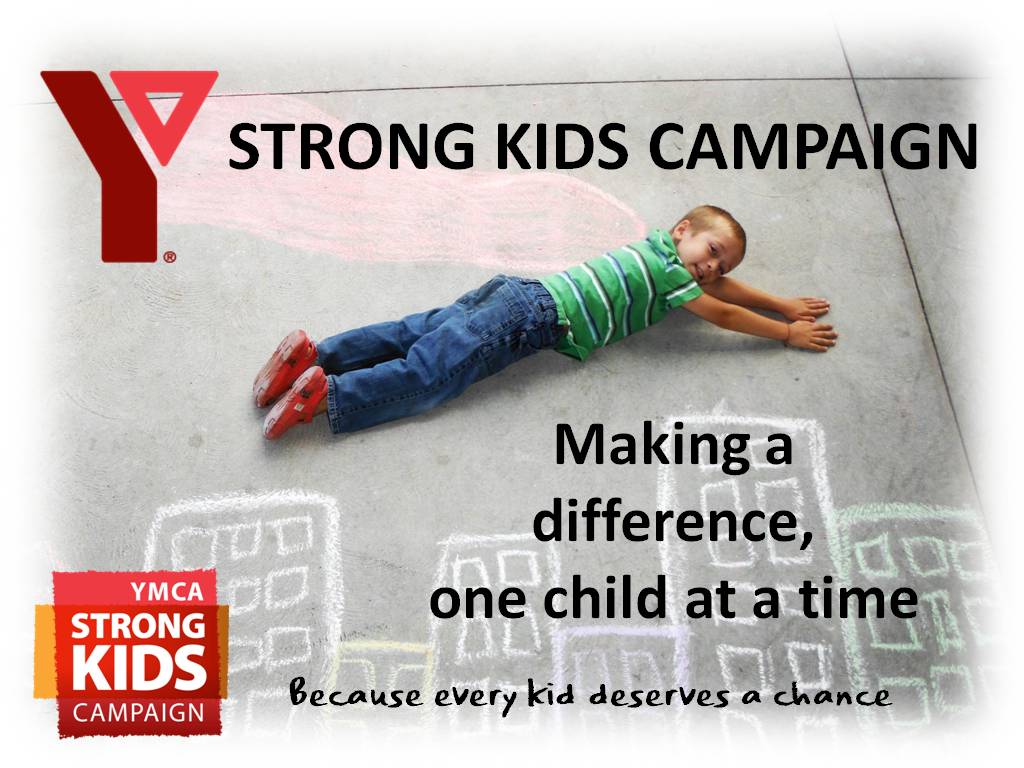 STRONG KIDS CAMPAIGN
®
Making a
difference,
one child at a time
YMCA
STRONG
KIDS
CAMPAIGN
Because every kid deserves a chance